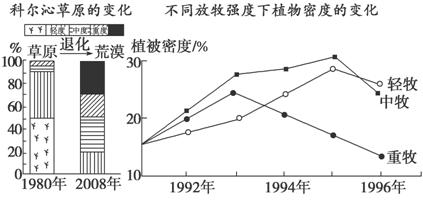 科尔沁草原的变化
不同放牧强度下植物密度的变化
轻度 中度 重度
% 草原 退化 荒漠
100
80
60
40
20
0
1980年 2008年
植被密度/%
30
20
10
轻牧
中牧
重牧
1992年 1994年 1996年